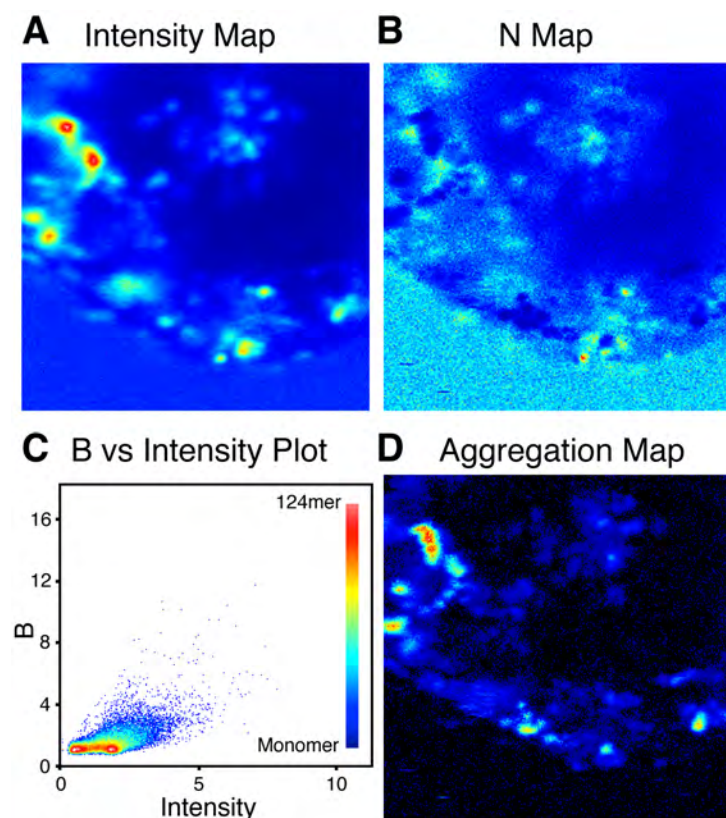 A Intensity Map
B N Map
C B vs Intensity Plot
16
12
8
4
0
B
124mer
Monomer
0 5 10
Intensity
D Aggregation Map